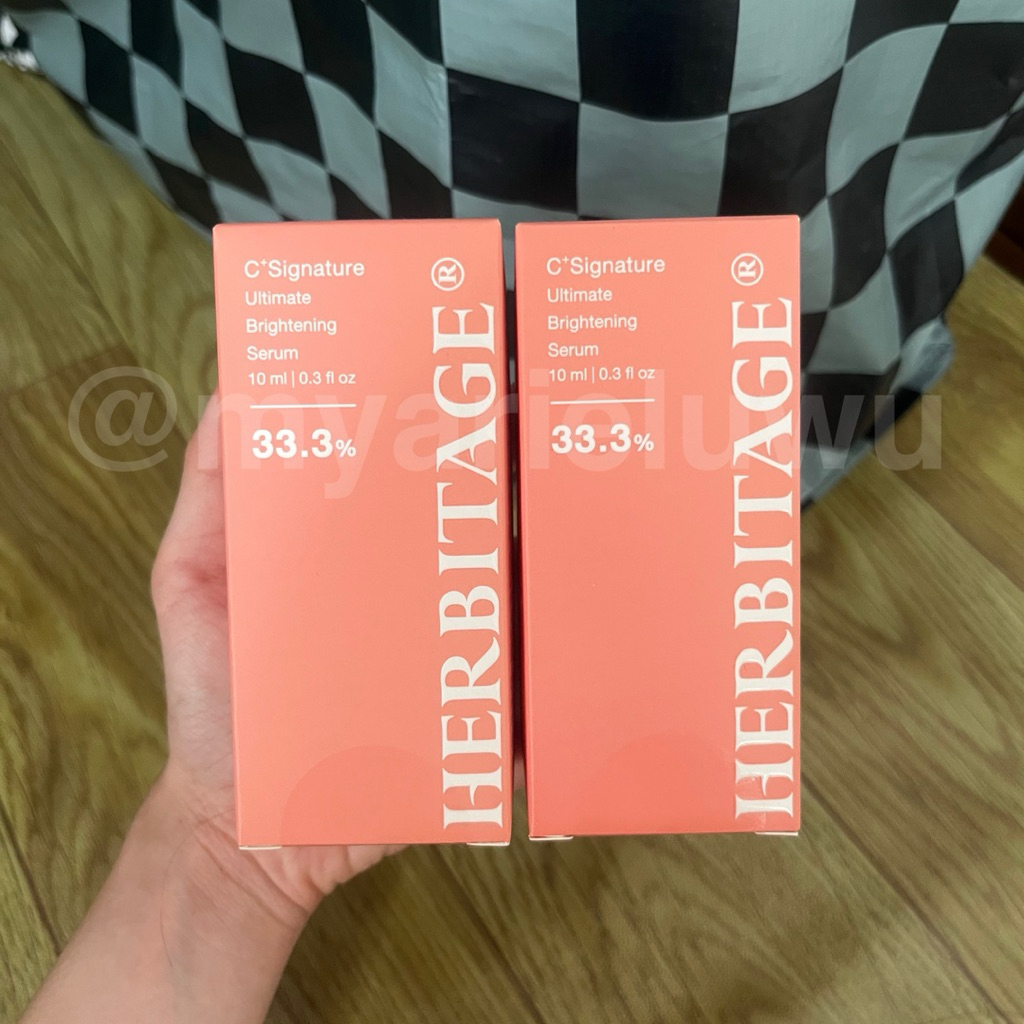 C+Signature
Ultimate
Brightening
Serum
10 ml | 0.3 fl oz
33.3%
HERBITAGE®
C+Signature
Ultimate
Brightening
Serum
10 ml | 0.3 fl oz
33.3%
HERBITAGE®
@myarieluwu